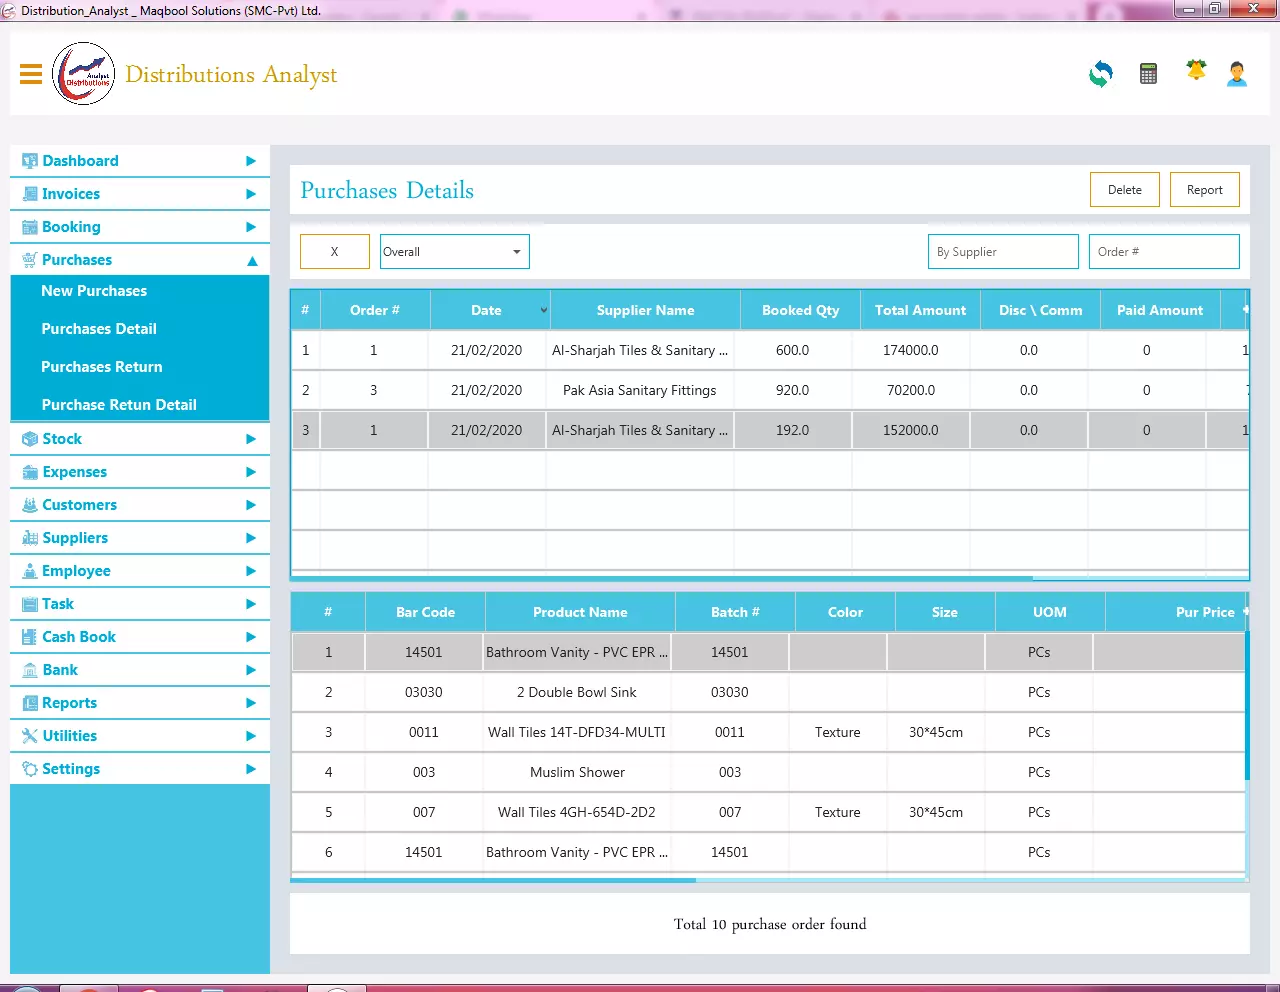 Distribution_Analyst _ Maqbool Solutions (SMC-Pvt) Ltd.
Analyst
Distributions
Distributions Analyst
Dashboard
Invoices
Booking
Purchases
New Purchases
Purchases Detail
Purchases Return
Purchase Retun Detail
Stock
Expenses
Customers
Suppliers
Employee
Task
Cash Book
Bank
Reports
Utilities
Settings
Purchases Details
Delete Report
X Overall By Supplier Order #
# Order # Date Supplier Name Booked Qty Total Amount Disc \ Comm Paid Amount
1 1 21/02/2020 Al-Sharjah Tiles & Sanitary ... 600.0 174000.0 0.0 0 1
2 3 21/02/2020 Pak Asia Sanitary Fittings 920.0 70200.0 0.0 0
3 1 21/02/2020 Al-Sharjah Tiles & Sanitary ... 192.0 152000.0 0.0 0 1
# Bar Code Product Name Batch # Color Size UOM Pur Price
1 14501 Bathroom Vanity - PVC EPR ... 14501 PCs
2 03030 2 Double Bowl Sink 03030 PCs
3 0011 Wall Tiles 14T-DFD34-MULTI 0011 Texture 30*45cm PCs
4 003 Muslim Shower 003 PCs
5 007 Wall Tiles 4GH-654D-2D2 007 Texture 30*45cm PCs
6 14501 Bathroom Vanity - PVC EPR ... 14501 PCs
Total 10 purchase order found